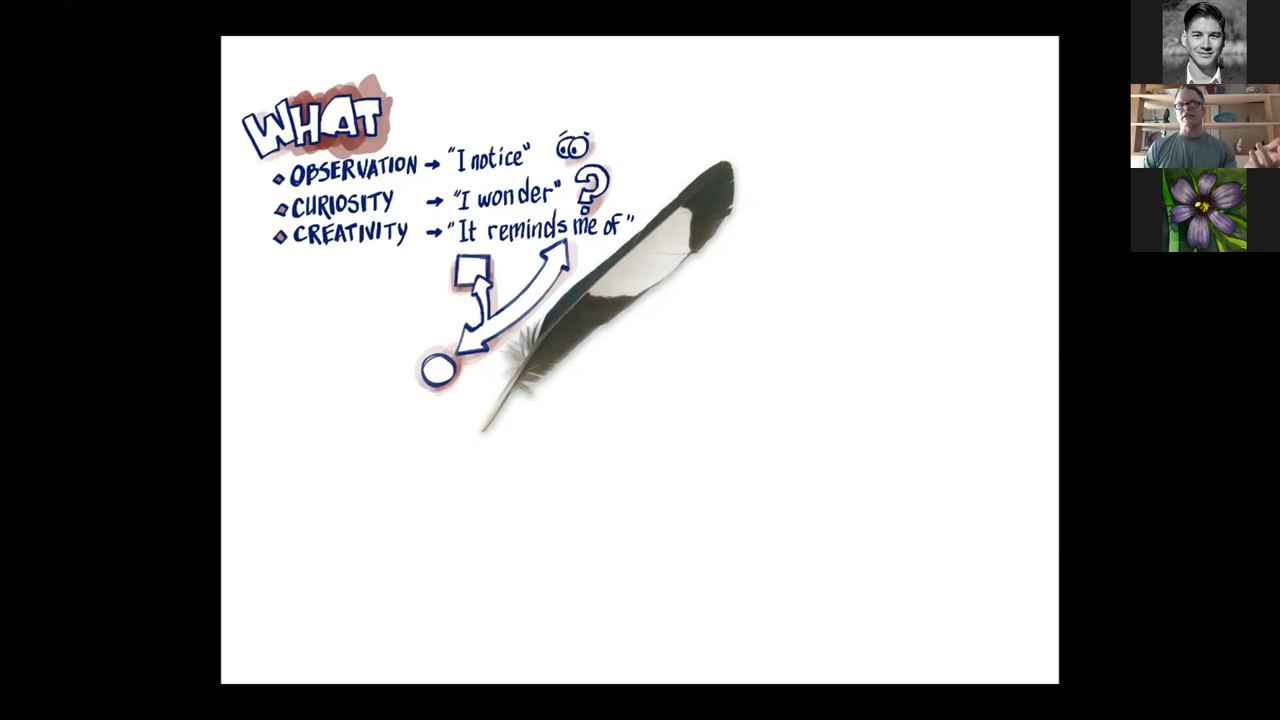 WHAT
OBSERVATION → "I notice"
CURIOSITY → "I wonder" ?
CREATIVITY → "It reminds me of"